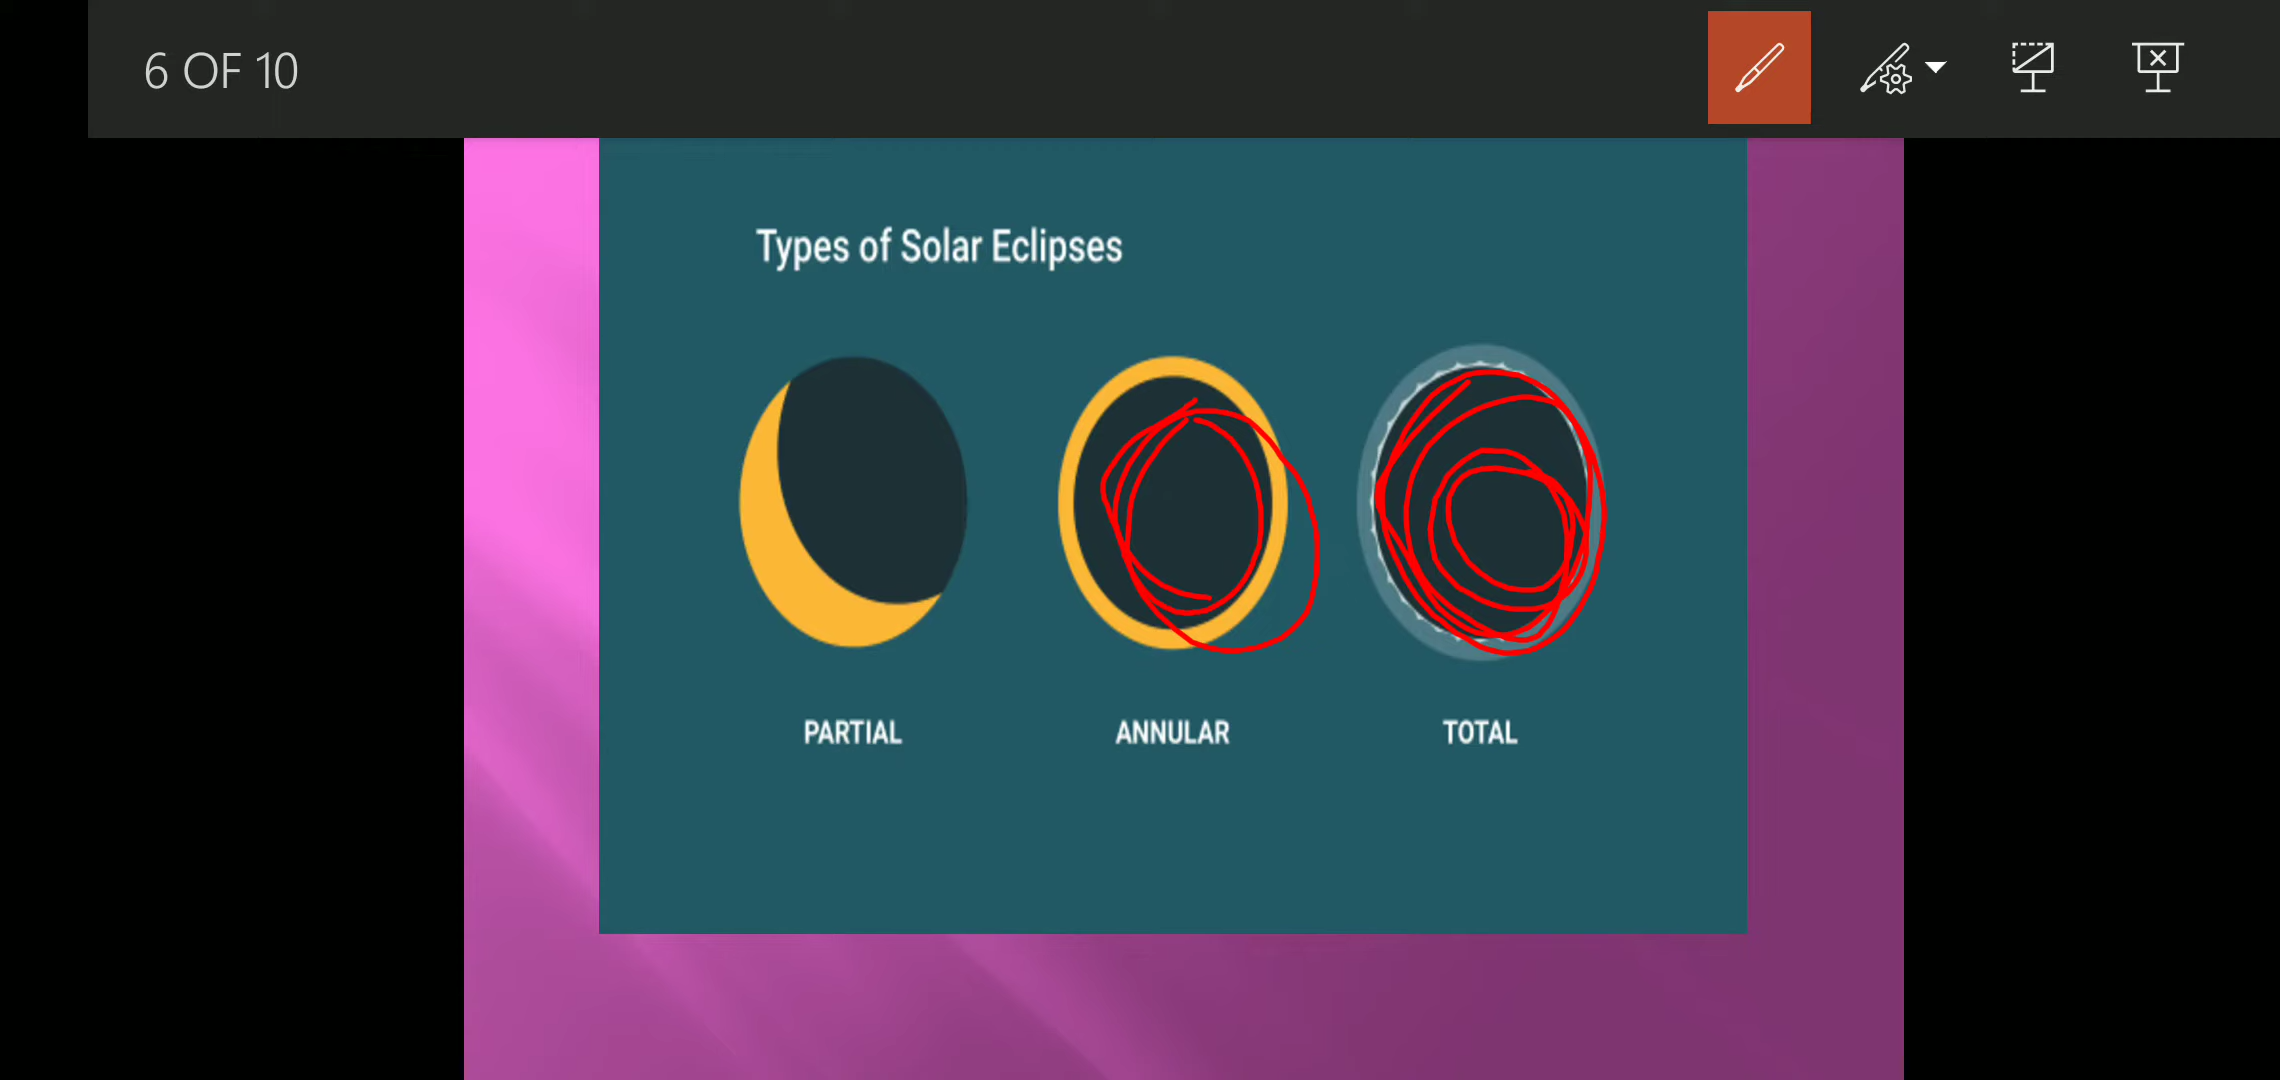 6 OF 10
Types of Solar Eclipses
PARTIAL ANNULAR TOTAL